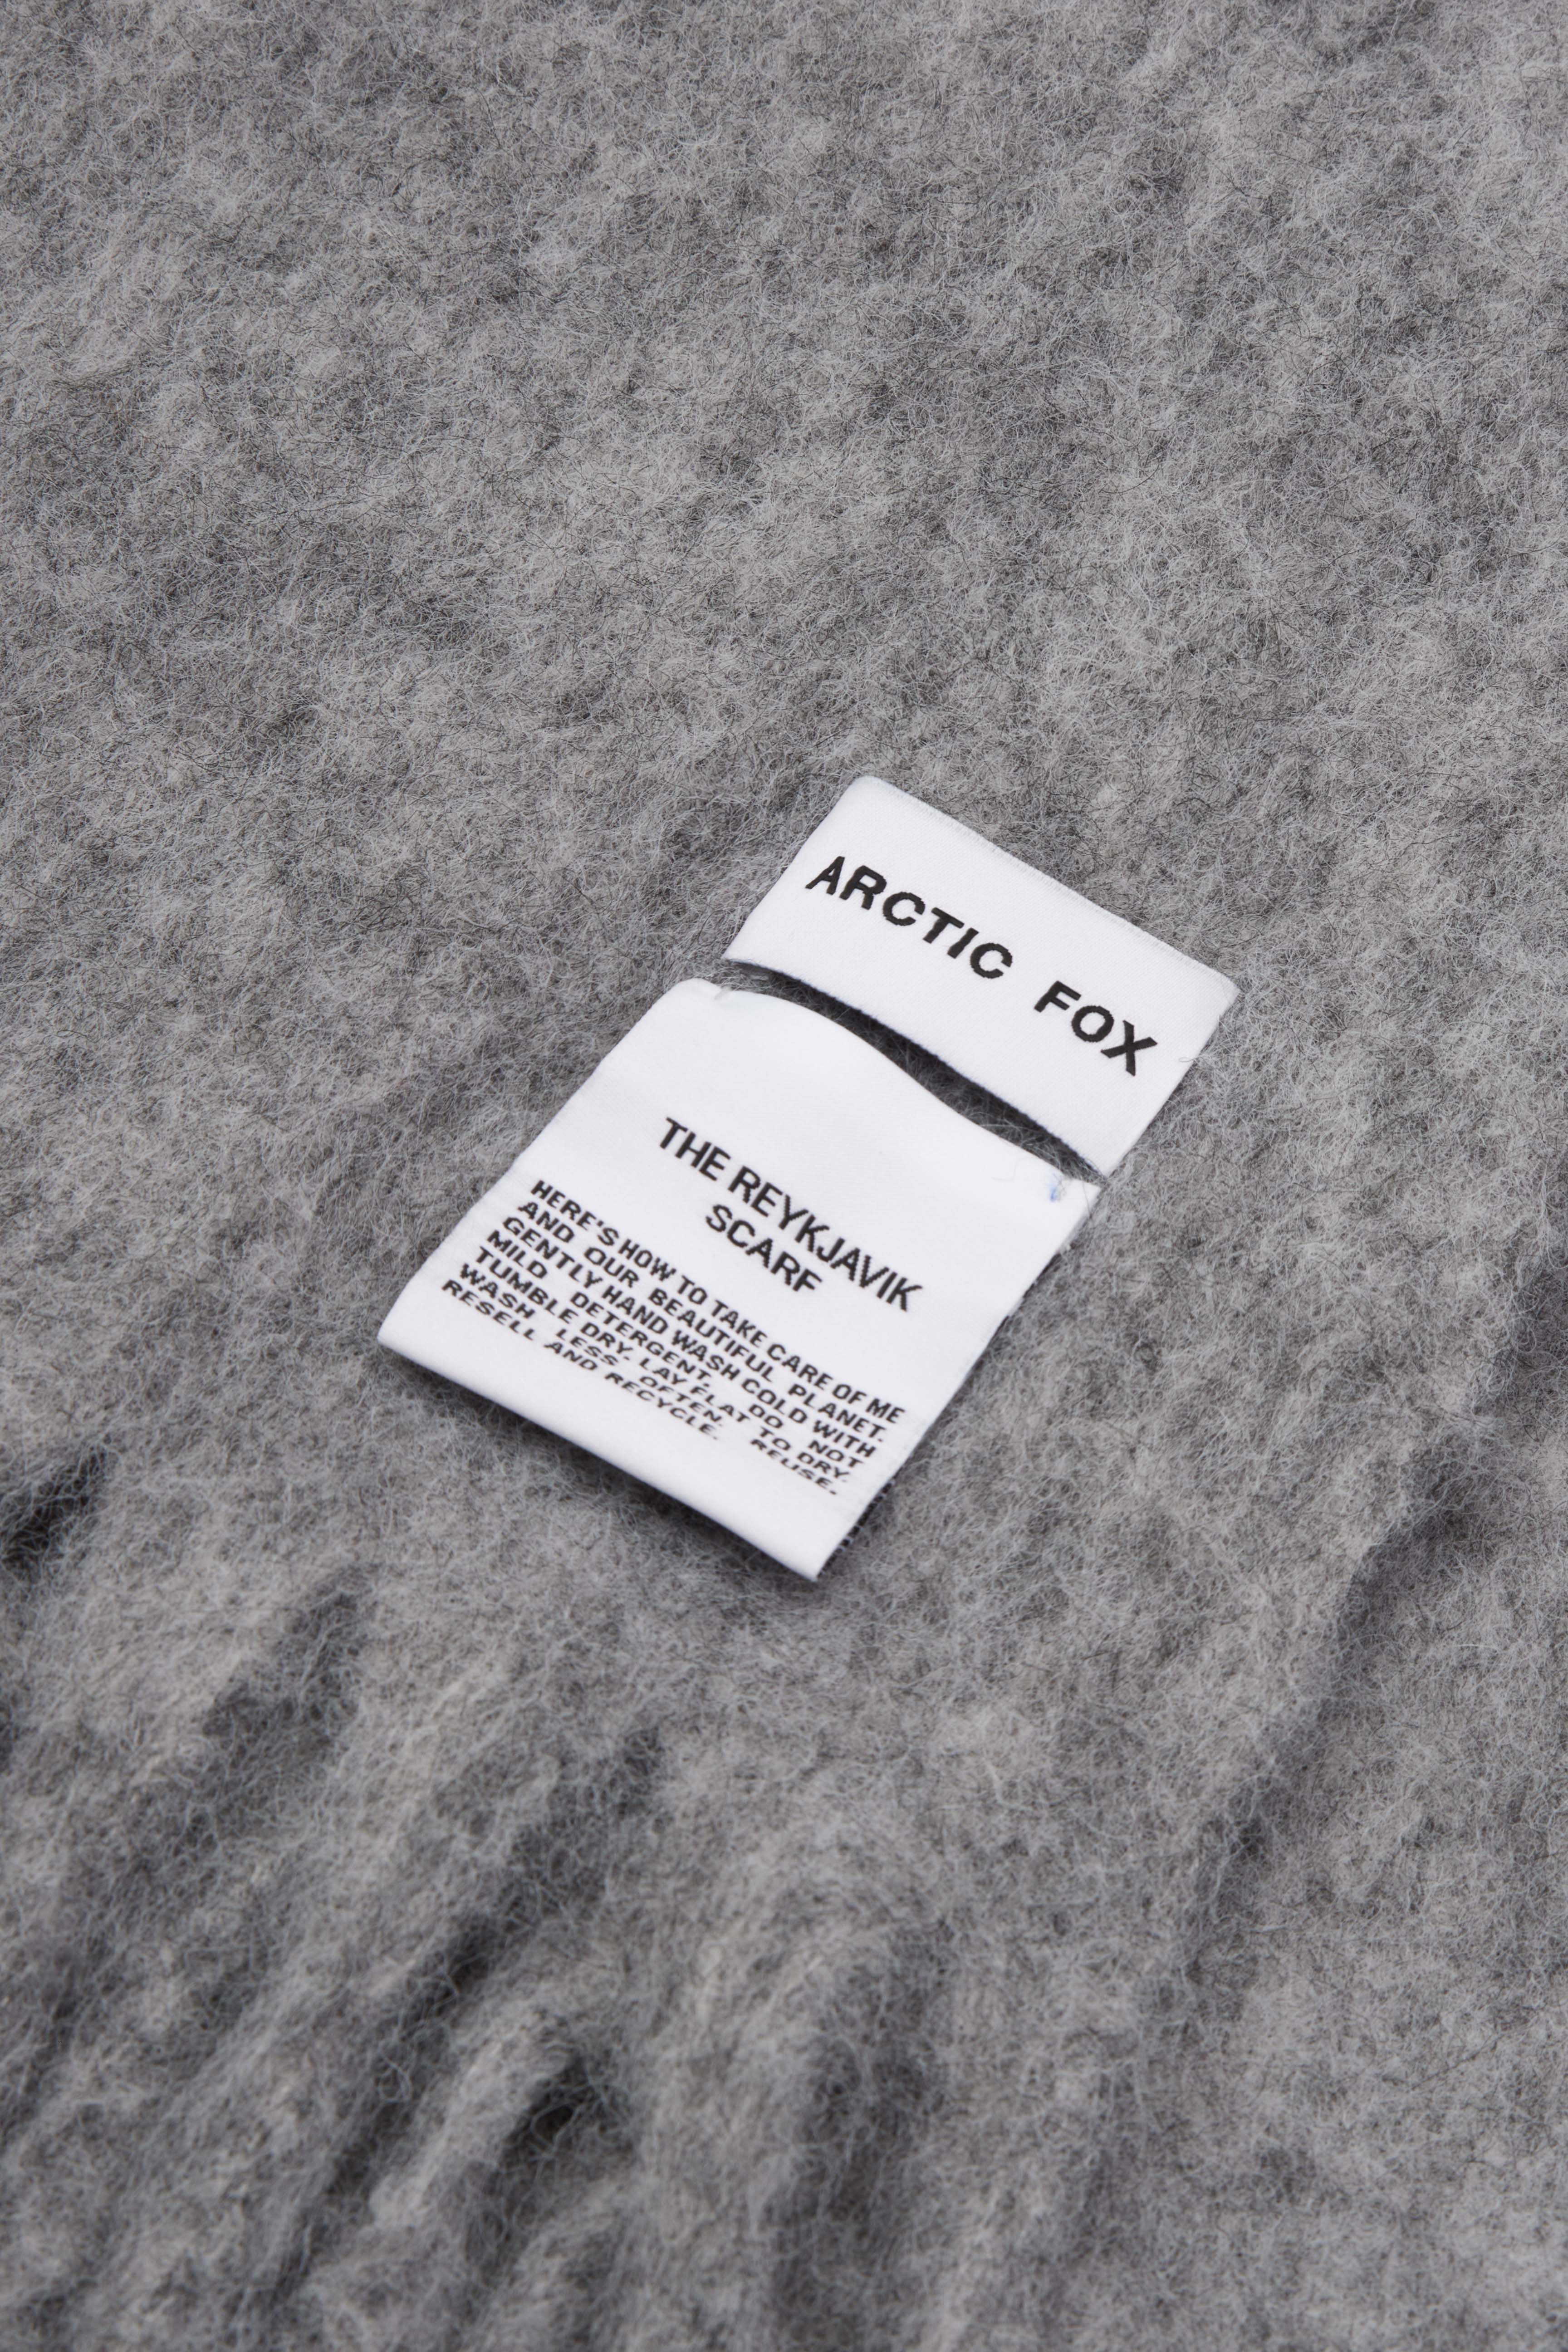 ARCTIC FOX
THE REYKJAVIK
SCARF
HERE'S HOW TO TAKE CARE OF ME
AND OUR BEAUTIFUL PLANET.
GENTLY HAND WASH COLD WITH
MILD DETERGENT. DO NOT
TUMBLE DRY. LAY FLAT TO DRY.
WASH LESS OFTEN. REUSE.
RESELL AND RECYCLE.